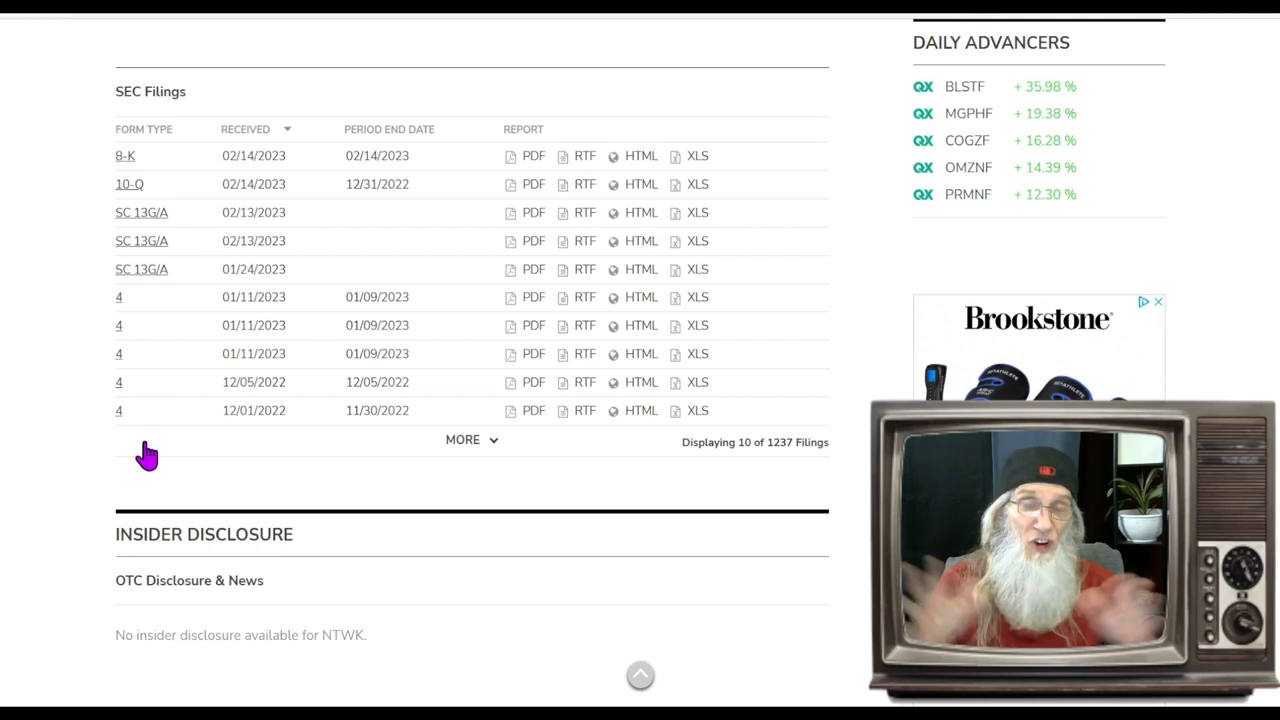 SEC Filings
FORM TYPE RECEIVED PERIOD END DATE REPORT
8-K 02/14/2023 02/14/2023 PDF RTF HTML XLS
10-Q 02/14/2023 12/31/2022 PDF RTF HTML XLS
SC 13G/A 02/13/2023 PDF RTF HTML XLS
SC 13G/A 02/13/2023 PDF RTF HTML XLS
SC 13G/A 01/24/2023 PDF RTF HTML XLS
4 01/11/2023 01/09/2023 PDF RTF HTML XLS
4 01/11/2023 01/09/2023 PDF RTF HTML XLS
4 01/11/2023 01/09/2023 PDF RTF HTML XLS
4 12/05/2022 12/05/2022 PDF RTF HTML XLS
4 12/01/2022 11/30/2022 PDF RTF HTML XLS
MORE Displaying 10 of 1237 Filings
INSIDER DISCLOSURE
OTC Disclosure & News
No insider disclosure available for NTWK.
DAILY ADVANCERS
QX BLSTF + 35.98 %
QX MGPHF + 19.38 %
QX COGZF + 16.28 %
QX OMZNF + 14.39 %
QX PRMNF + 12.30 %
Brookstone